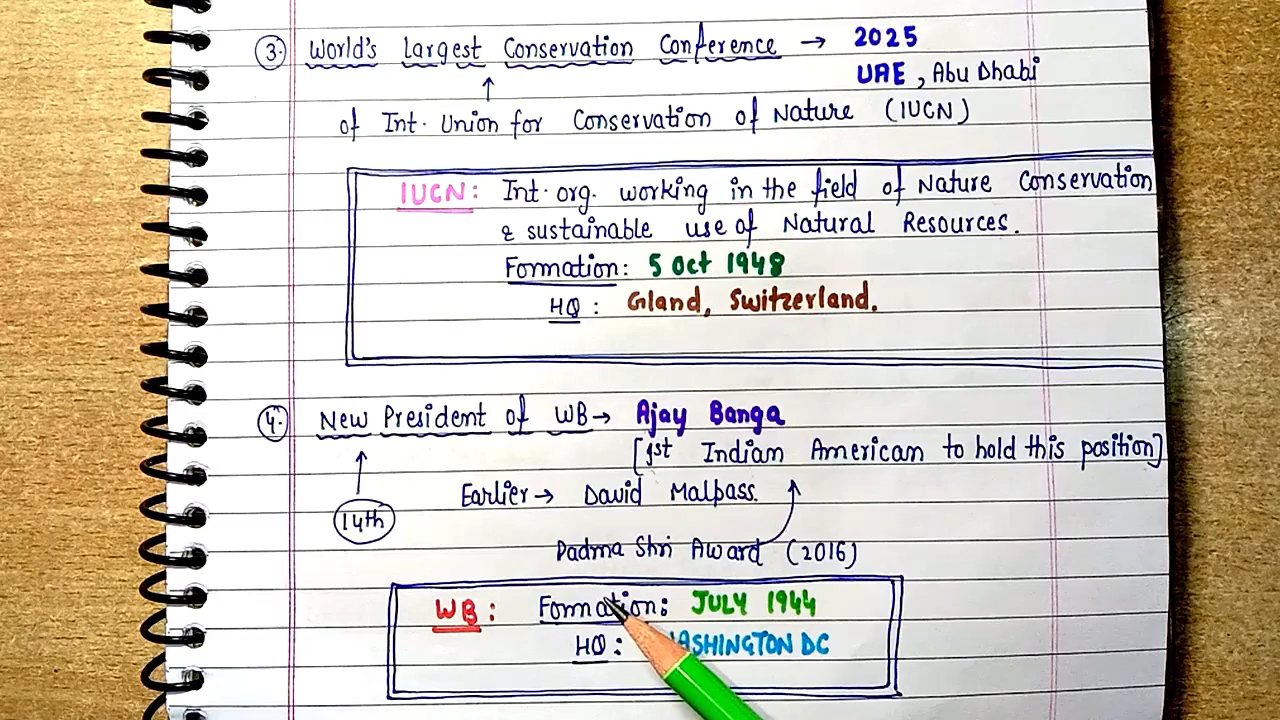 3. World's Largest Conservation Conference → 2025
UAE, Abu Dhabi
of Int. Union for Conservation of Nature (IUCN)
IUCN: Int. org. working in the field of Nature Conservation
& sustainable use of Natural Resources.
Formation: 5 Oct 1948
HQ: Gland, Switzerland.
4. New President of WB → Ajay Banga
[1st Indian American to hold this position]
Earlier → David Malpass.
14th
Padma Shri Award (2016)
WB: Formation: JULY 1944
HQ: WASHINGTON DC